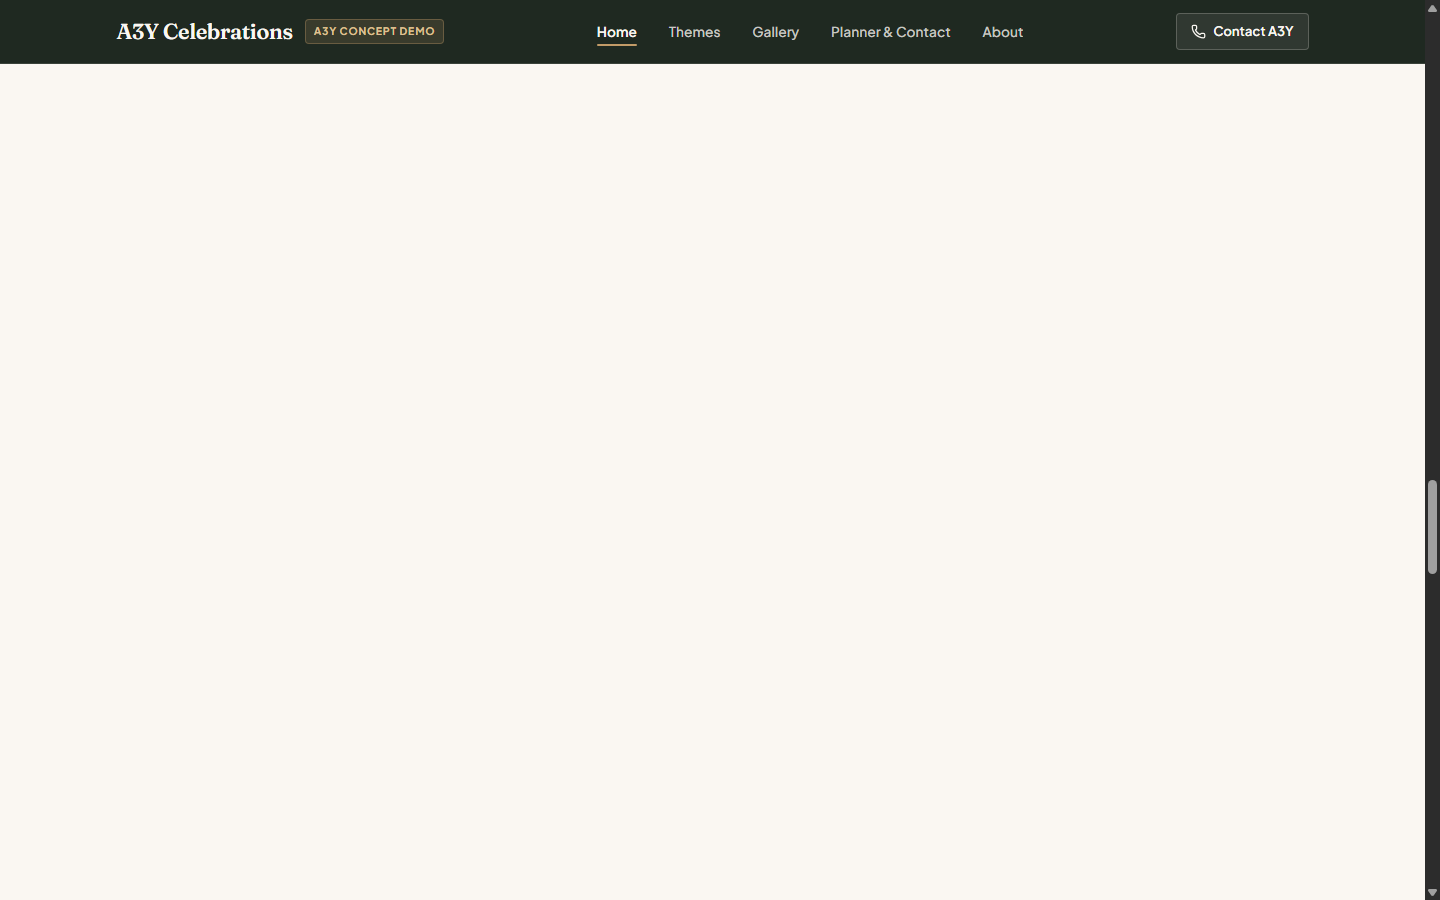 A3Y Celebrations
A3Y CONCEPT DEMO
Home
Themes
Gallery
Planner & Contact
About
Contact A3Y